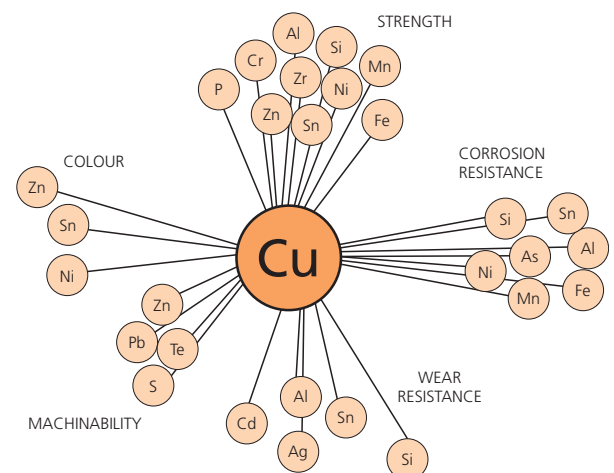 STRENGTH
Al
Si
Cr
Mn
Zr
P
Ni
Zn
Sn
Fe
COLOUR
Zn
Sn
Ni
CORROSION
RESISTANCE
Si
Sn
Al
As
Ni
Mn
Fe
Cu
Zn
Pb
Te
S
MACHINABILITY
WEAR
RESISTANCE
Cd
Al
Ag
Sn
Si